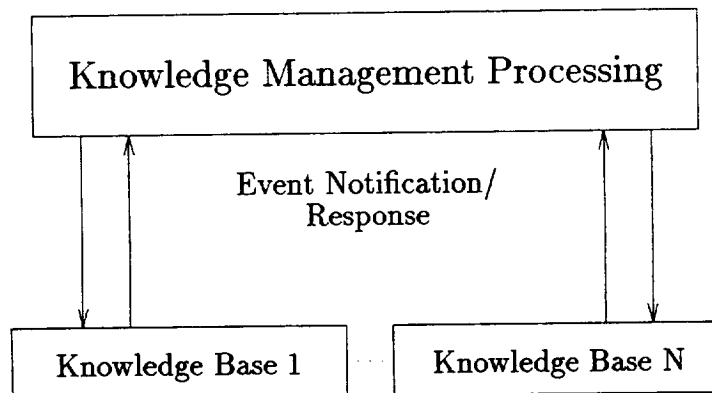 Knowledge Management Processing
Event Notification/
Response
Knowledge Base 1
Knowledge Base N